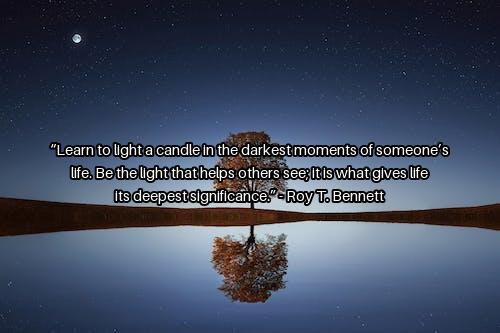 “Learn to light a candle in the darkest moments of someone’s
life. Be the light that helps others see; it is what gives life
its deepest significance.” - Roy T. Bennett